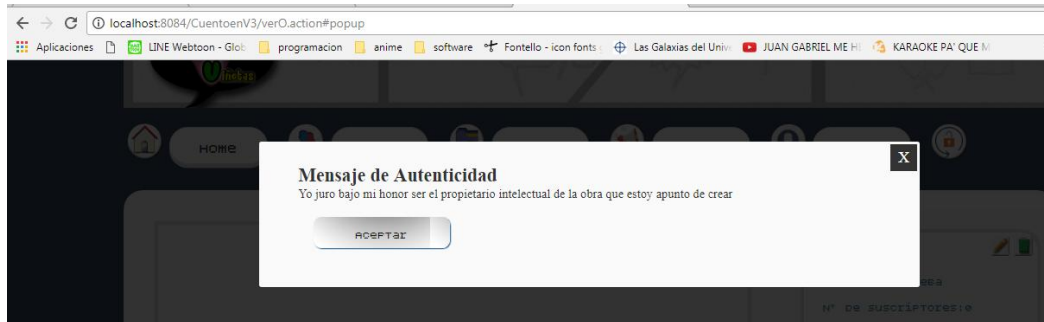 localhost:8084/CuentoenV3/verO.action#popup
Aplicaciones LINE Webtoon - Glob programacion anime software Fontello - icon fonts Las Galaxias del Univ JUAN GABRIEL ME H KARAOKE PA' QUE M
Viñetas
Home
X
Mensaje de Autenticidad
Yo juro bajo mi honor ser el propietario intelectual de la obra que estoy apunto de crear
Aceptar
N° De suscriptores:0